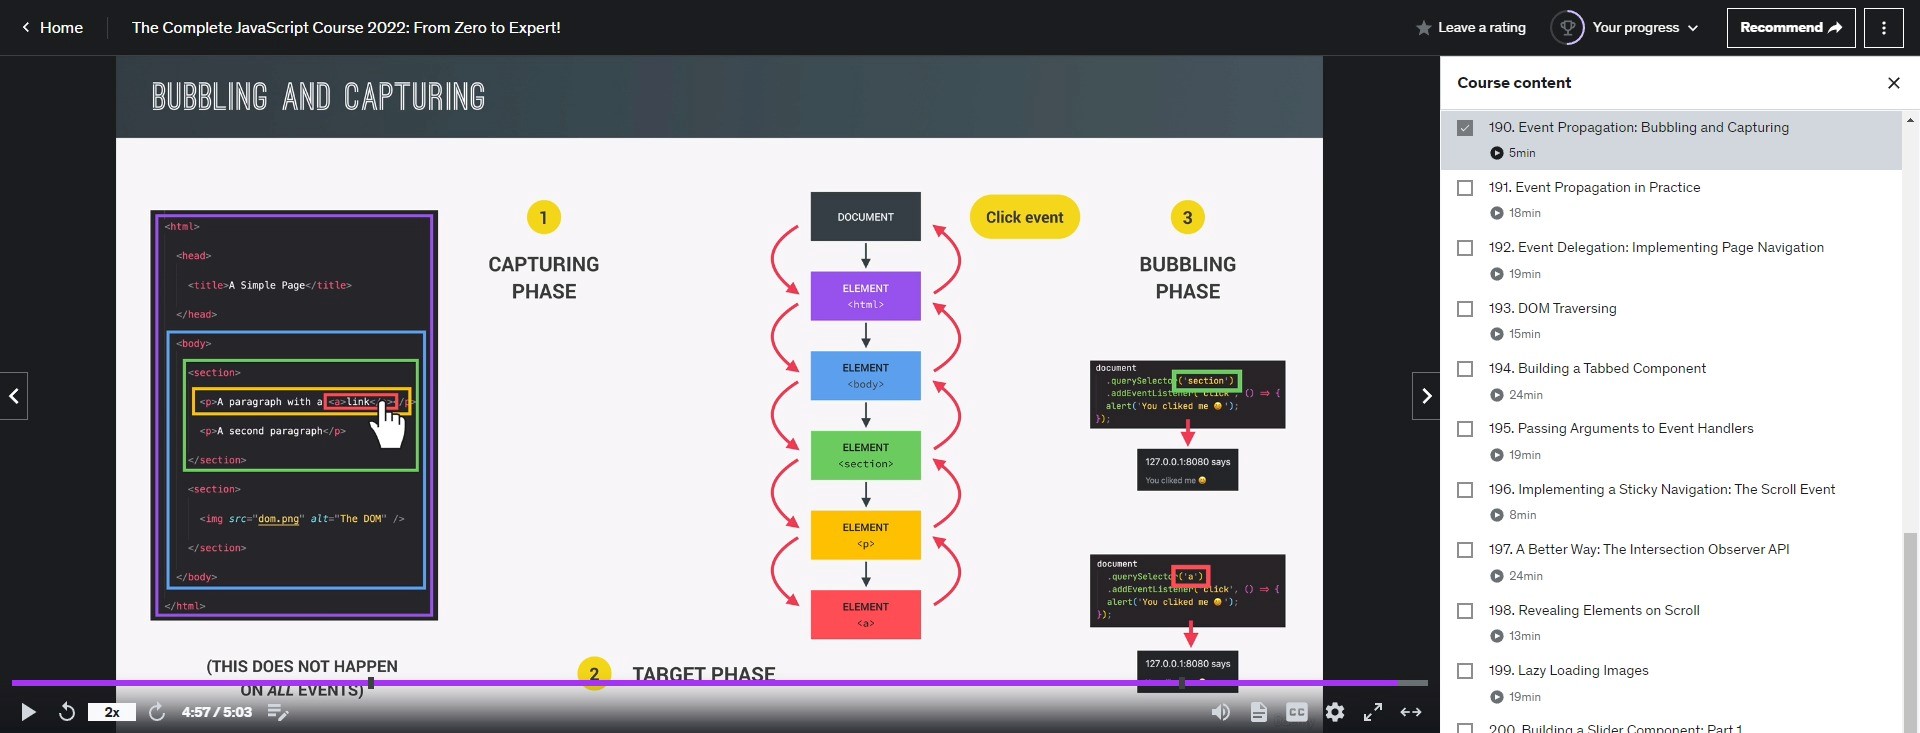 Home
The Complete JavaScript Course 2022: From Zero to Expert!
Leave a rating
Your progress
Recommend
BUBBLING AND CAPTURING
<html>
<head>
<title>A Simple Page</title>
</head>
<body>
<section>
<p>A paragraph with a <a>link</
<p>A second paragraph</p>
</section>
<section>
<img src="dom.png" alt="The DOM" />
</section>
</body>
</html>
(THIS DOES NOT HAPPEN
ON ALL EVENTS)
1
CAPTURING
PHASE
DOCUMENT
ELEMENT
<html>
ELEMENT
<body>
ELEMENT
<section>
ELEMENT
<p>
ELEMENT
<a>
2
TARGET PHASE
Click event
3
BUBBLING
PHASE
document
.querySelector('section')
.addEventListener('click', () => {
alert('You cliked me 😀');
});
127.0.0.1:8080 says
You cliked me 😀
document
.querySelector('a')
.addEventListener('click', () => {
alert('You cliked me 😀');
});
127.0.0.1:8080 says
2x
4:57 / 5:03
CC
Course content
190. Event Propagation: Bubbling and Capturing
5min
191. Event Propagation in Practice
18min
192. Event Delegation: Implementing Page Navigation
19min
193. DOM Traversing
15min
194. Building a Tabbed Component
24min
195. Passing Arguments to Event Handlers
19min
196. Implementing a Sticky Navigation: The Scroll Event
8min
197. A Better Way: The Intersection Observer API
24min
198. Revealing Elements on Scroll
13min
199. Lazy Loading Images
19min
200. Building a Slider Component: Part 1